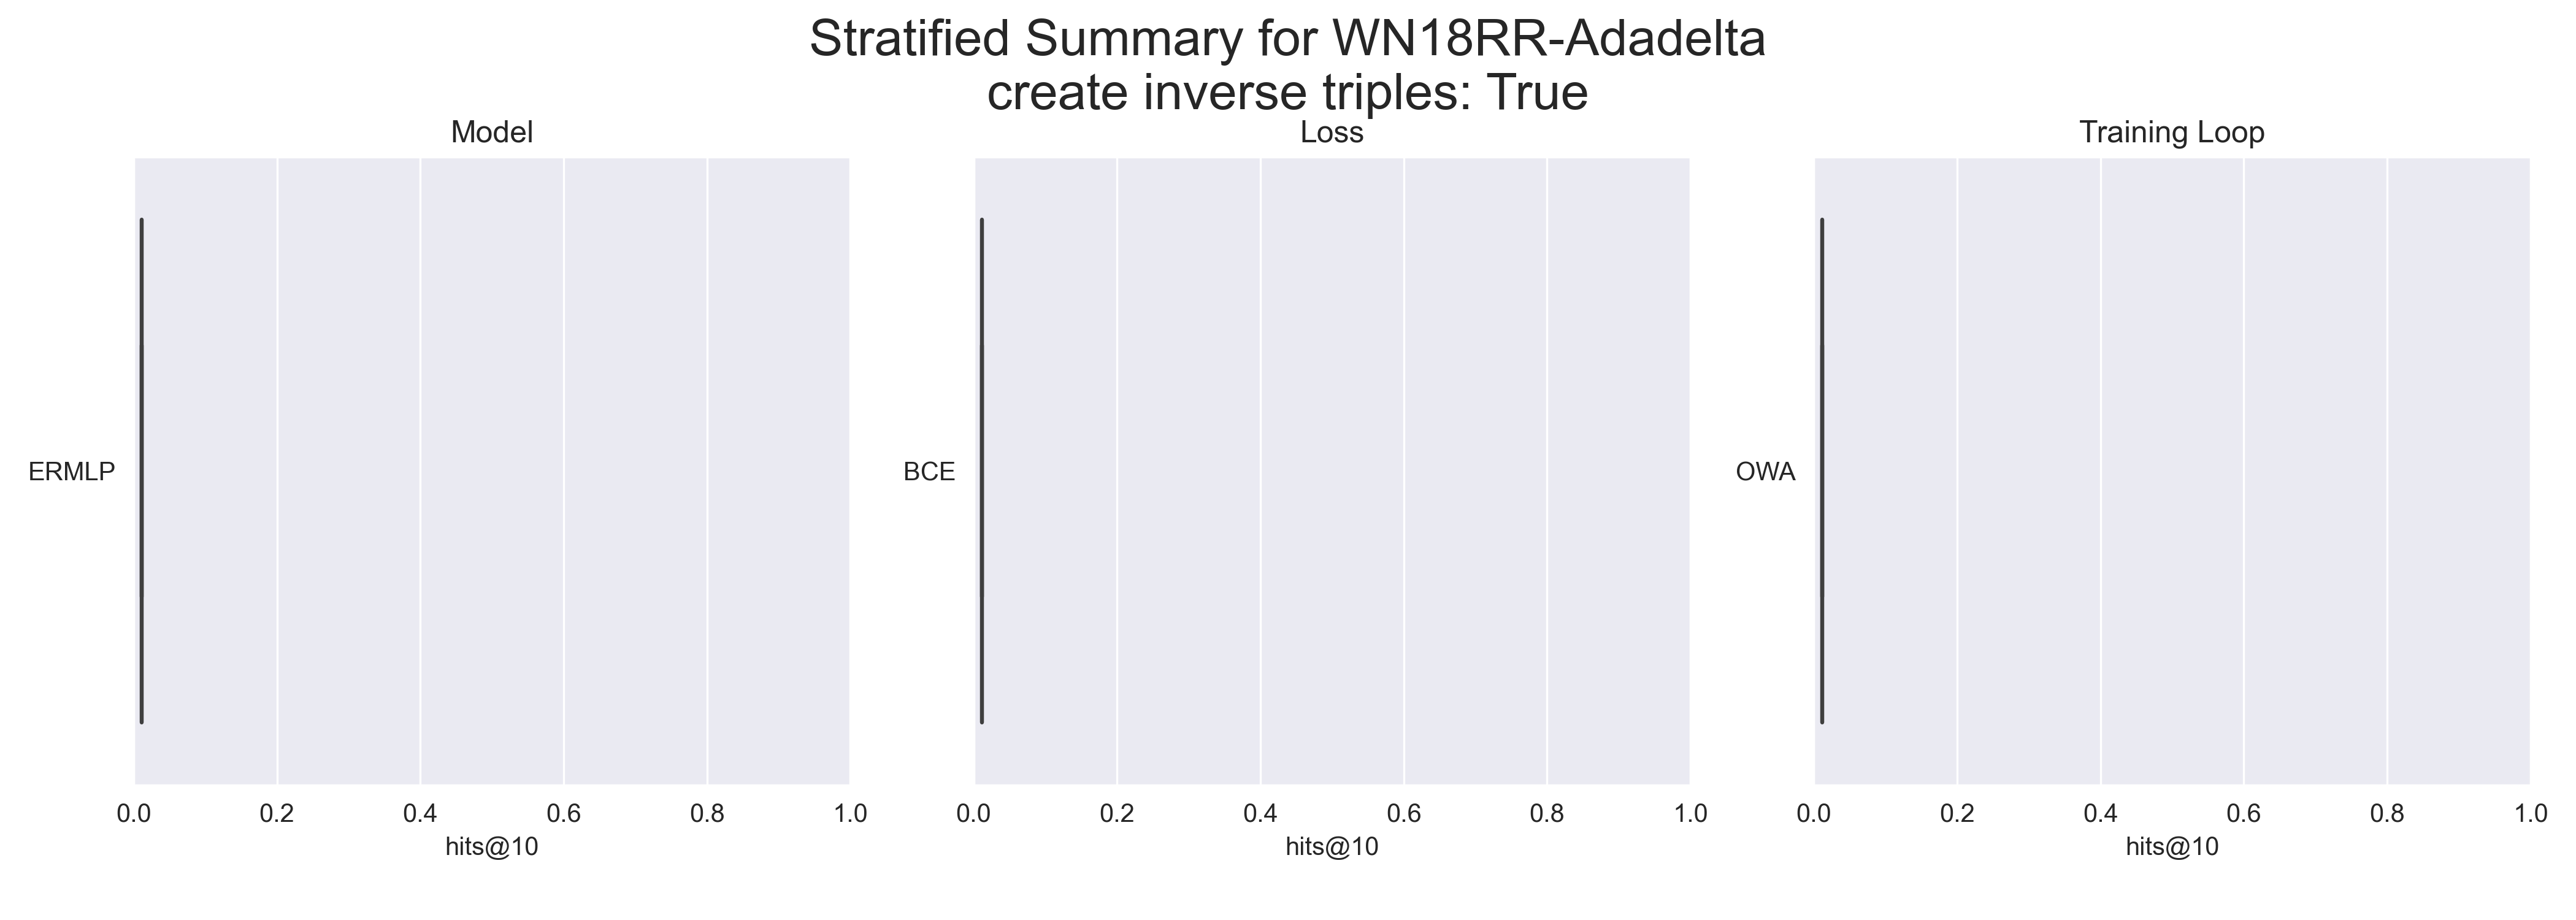 Stratified Summary for WN18RR-Adadelta
create inverse triples: True
Model
ERMLP
0.0 0.2 0.4 0.6 0.8 1.0
hits@10
Loss
BCE
0.0 0.2 0.4 0.6 0.8 1.0
hits@10
Training Loop
OWA
0.0 0.2 0.4 0.6 0.8 1.0
hits@10